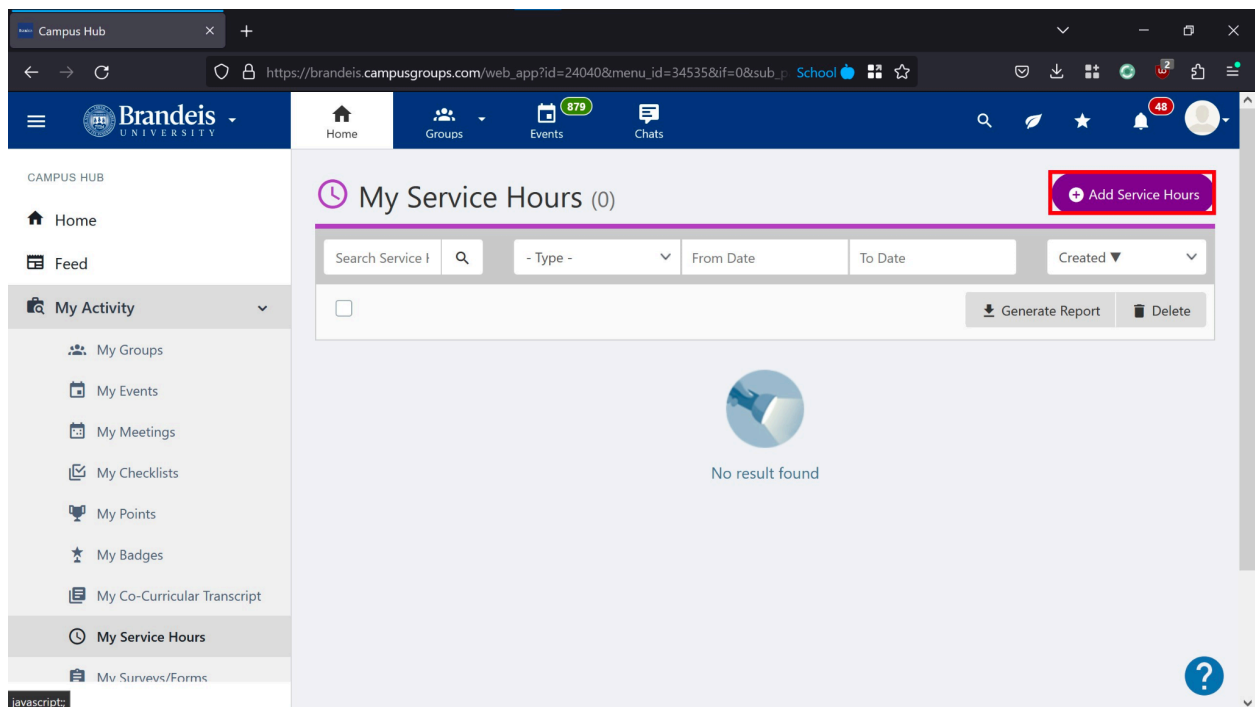 Campus Hub
https://brandeis.campusgroups.com/web_app?id=24040&menu_id=34535&if=0&sub_p School
2
Brandeis
UNIVERSITY
Home
Groups
879
Events
Chats
48
CAMPUS HUB
Home
Feed
My Activity
My Groups
My Events
My Meetings
My Checklists
My Points
My Badges
My Co-Curricular Transcript
My Service Hours
My Surveys/Forms
javascript:;
My Service Hours (0)
Add Service Hours
Search Service
- Type -
From Date
To Date
Created ▼
Generate Report
Delete
No result found
?